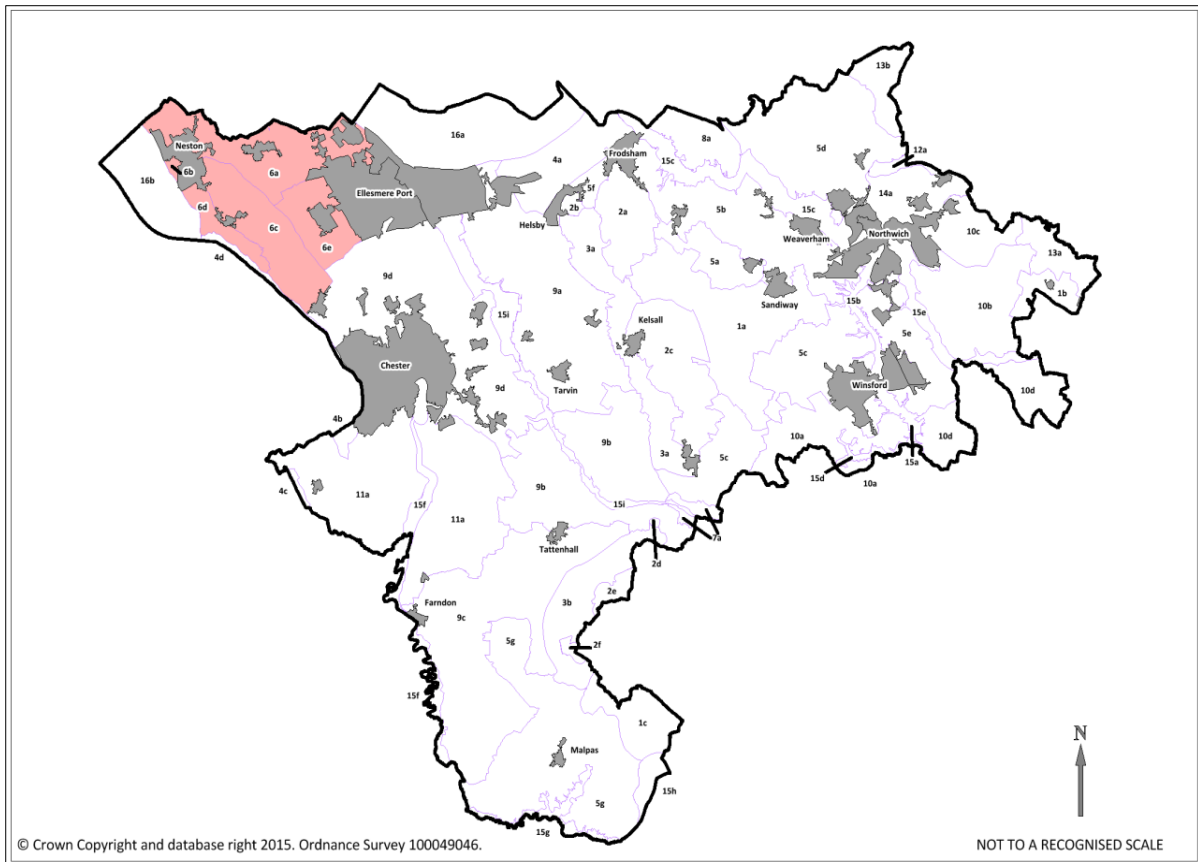 13b
16a
8a
12a
4a
Frodsham
15c
5d
Neston
16b
6b
6a
Ellesmere Port
14a
6d
6c
5f
2b
Helsby
2a
5b
15c
Weaverham
Northwich
10c
4d
6e
3a
5a
13a
1b
9d
9a
15i
Sandiway
15b
15e
10b
Kelsall
1a
5e
2c
5c
Chester
Tarvin
Winsford
9d
10d
4b
9b
10a
10d
3a
5c
15d
15a
10a
4c
11a
15f
9b
15i
11a
7a
Tattenhall
2d
2e
3b
Farndon
9c
5g
2f
15f
1c
N
Malpas
15h
5g
15g
© Crown Copyright and database right 2015. Ordnance Survey 100049046.
NOT TO A RECOGNISED SCALE